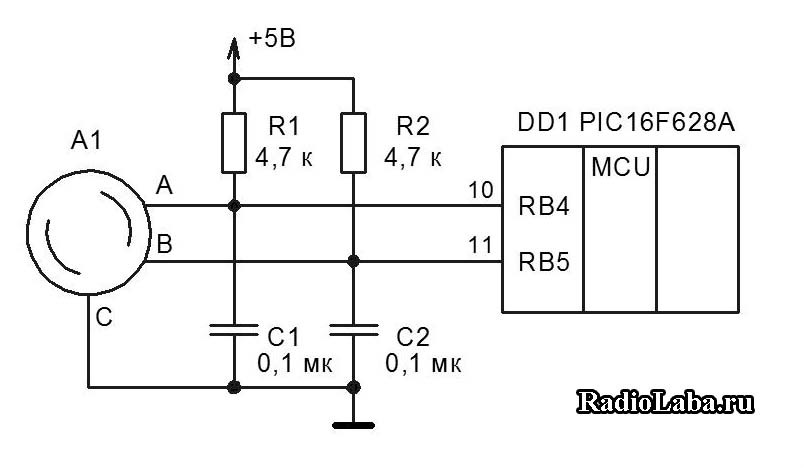 +5В
A1
R1
4,7 к
R2
4,7 к
DD1 PIC16F628A
MCU
A
10
RB4
B
11
RB5
C
C1
0,1 мк
C2
0,1 мк
RadioLaba.ru